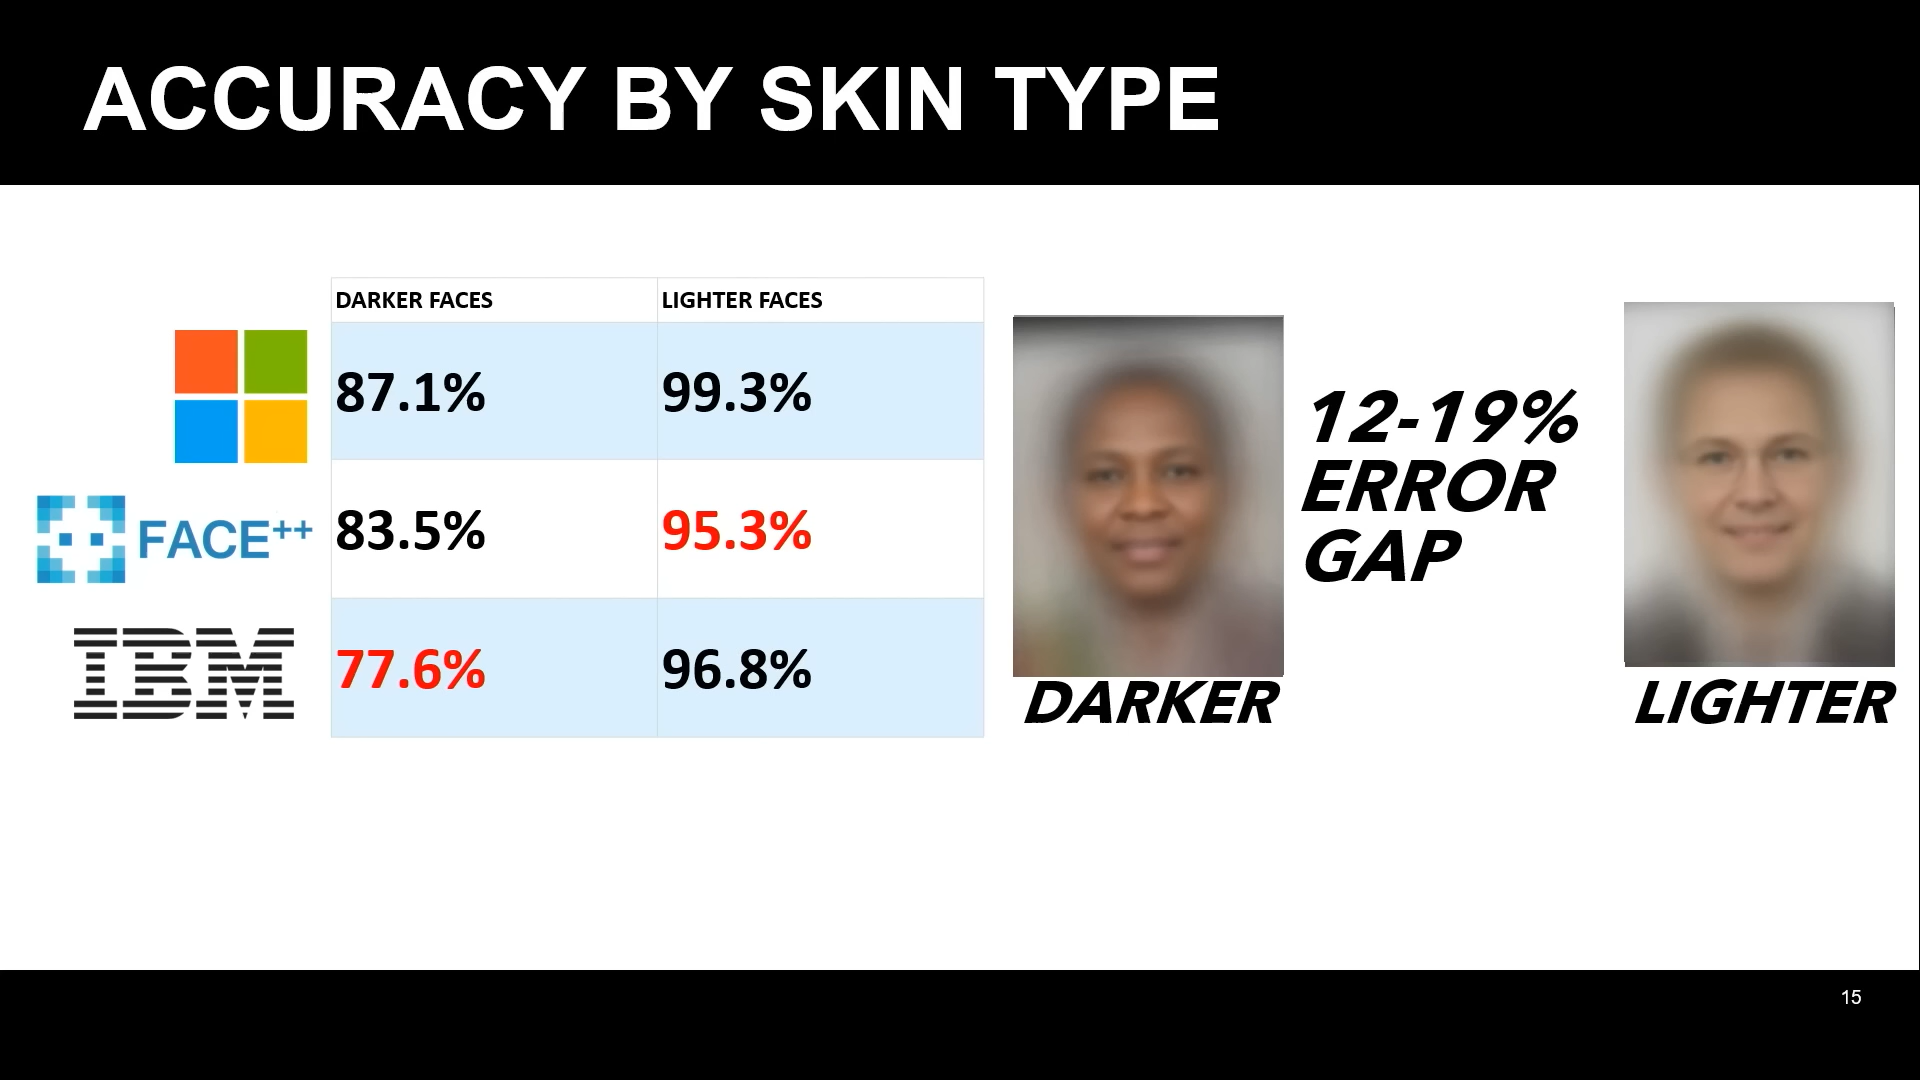 ACCURACY BY SKIN TYPE
DARKER FACES LIGHTER FACES
87.1% 99.3%
FACE++ 83.5% 95.3%
IBM 77.6% 96.8%
12-19%
ERROR
GAP
DARKER LIGHTER
15